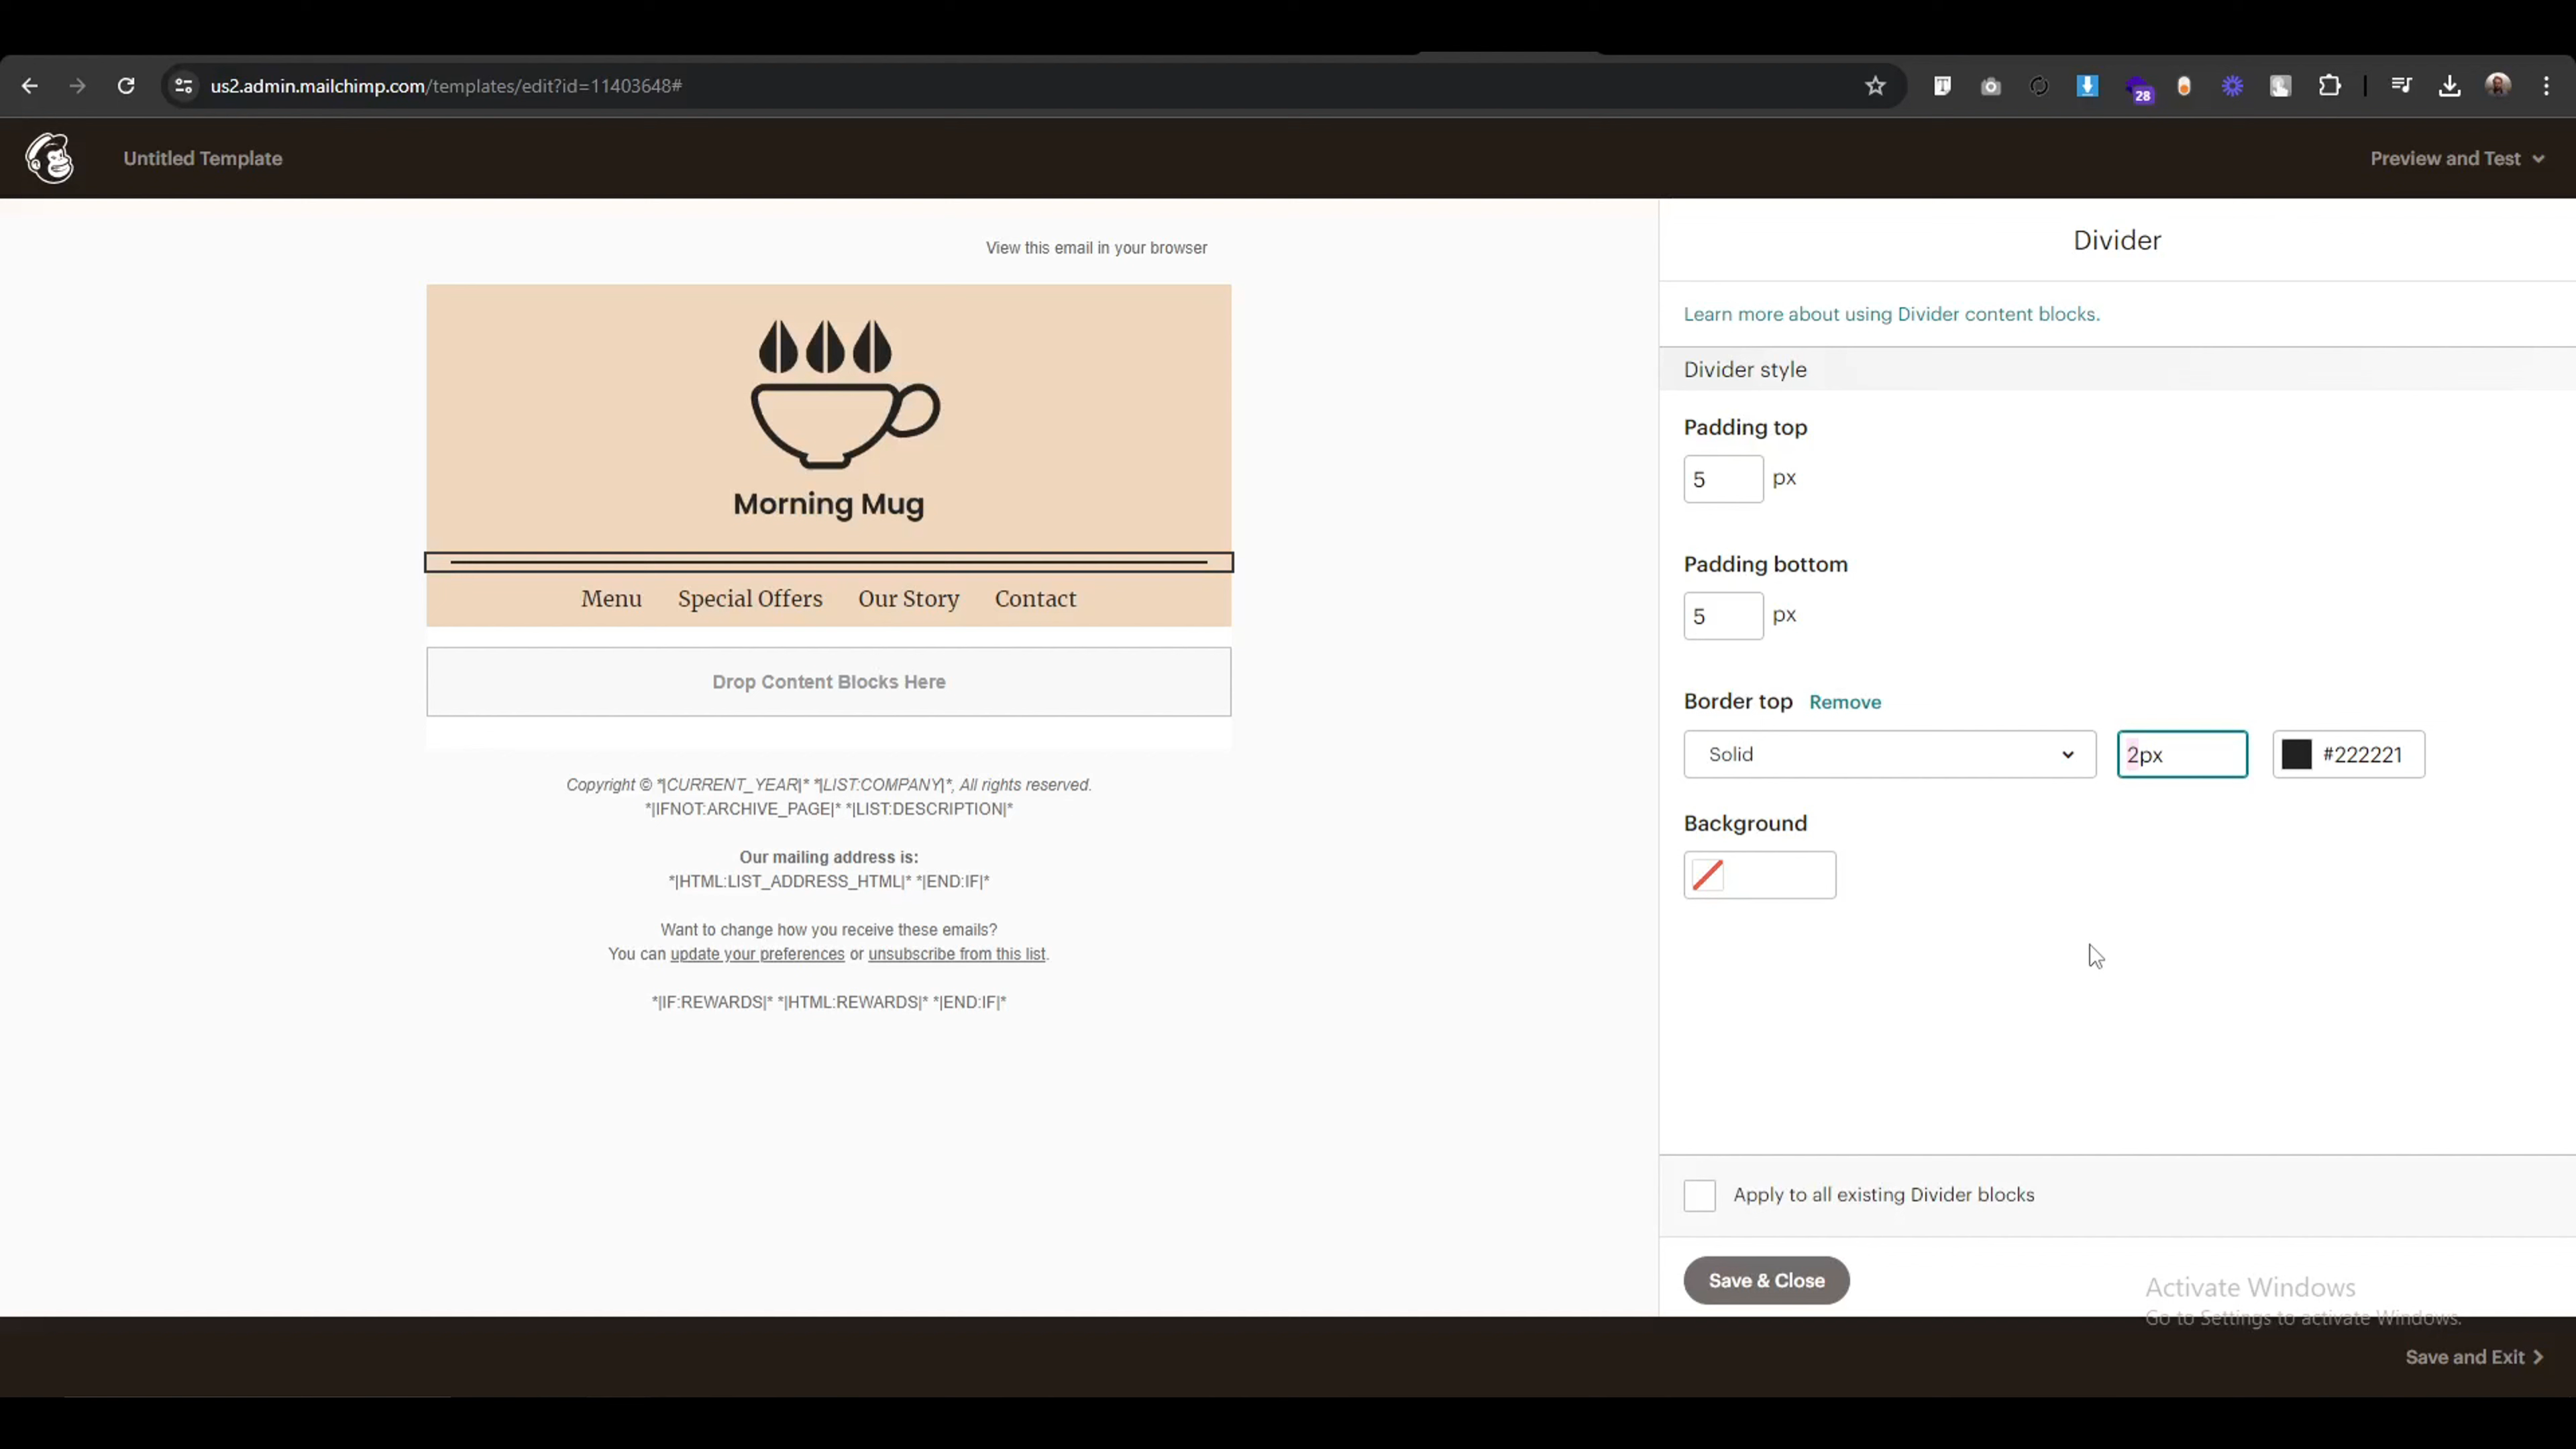 us2.admin.mailchimp.com/templates/edit?id=11403648#
28
Untitled Template
Preview and Test
View this email in your browser
Morning Mug
Menu Special Offers Our Story Contact
Drop Content Blocks Here
Copyright © *|CURRENT_YEAR|* *|LIST:COMPANY|*, All rights reserved.
*|IFNOT:ARCHIVE_PAGE|* *|LIST:DESCRIPTION|*
Our mailing address is:
*|HTML:LIST_ADDRESS_HTML|* *|END:IF|*
Want to change how you receive these emails?
You can update your preferences or unsubscribe from this list.
*|IF:REWARDS|* *|HTML:REWARDS|* *|END:IF|*
Divider
Learn more about using Divider content blocks.
Divider style
Padding top
5 px
Padding bottom
5 px
Border top Remove
Solid 2px #222221
Background
Apply to all existing Divider blocks
Save & Close
Activate Windows
Go to Settings to activate Windows.
Save and Exit